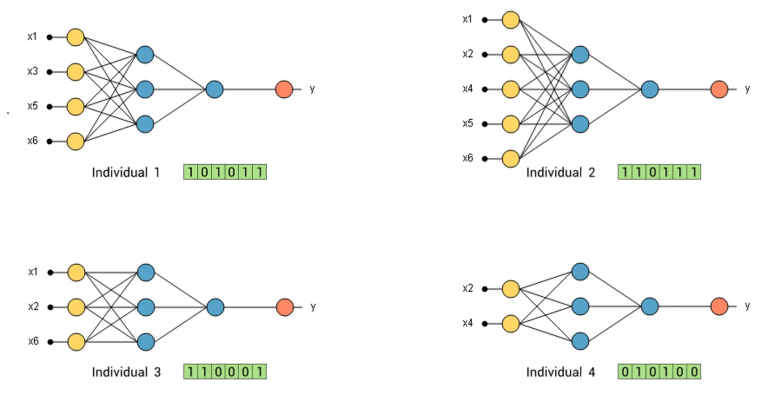 x1
x3
x5
x6
y
Individual 1 1 0 1 0 1 1
x1
x2
x4
x5
x6
y
Individual 2 1 1 0 1 1 1
x1
x2
x6
y
Individual 3 1 1 0 0 0 1
x2
x4
y
Individual 4 0 1 0 1 0 0